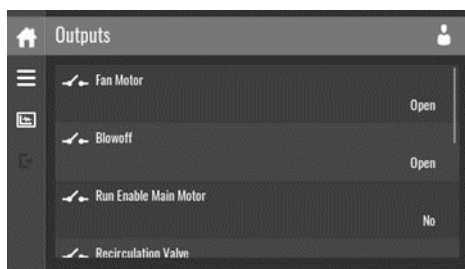 Outputs
Fan Motor
Open
Blowoff
Open
Run Enable Main Motor
No
Recirculation Valve